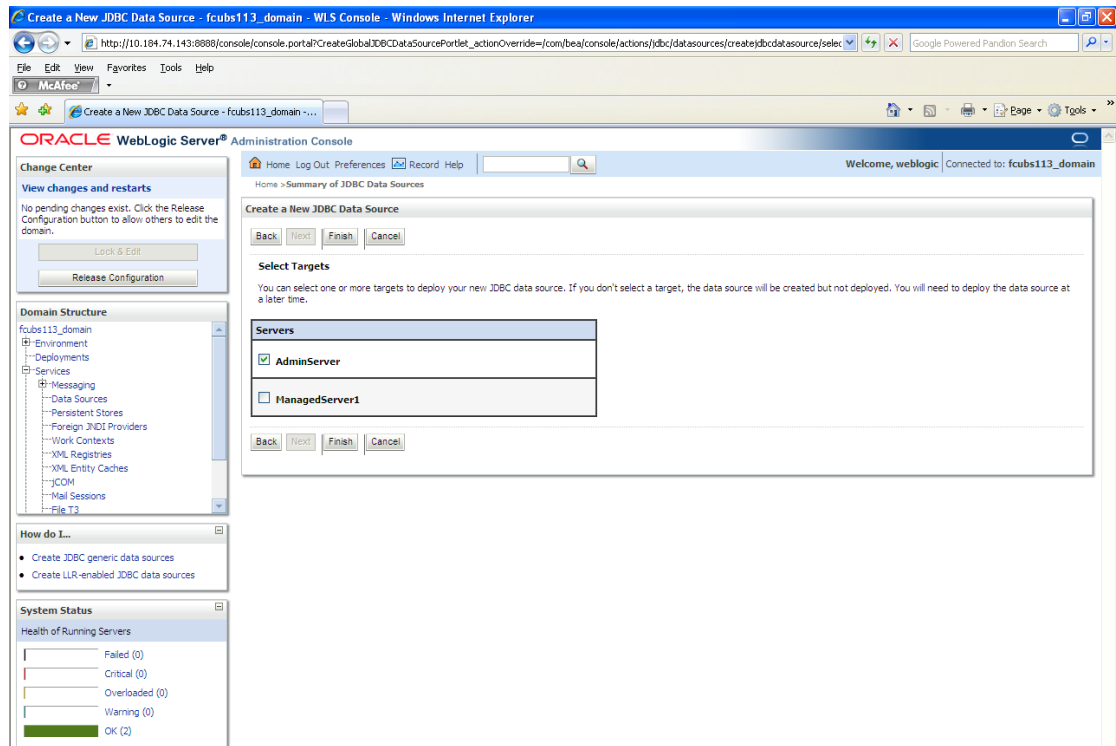 Create a New JDBC Data Source - fcubs113_domain - WLS Console - Windows Internet Explorer
http://10.184.74.143:8888/console/console.portal?CreateGlobalJDBCDataSourcePortlet_actionOverride=/com/bea/console/actions/jdbc/datasources/createjdbcdatasource/selec
Google Powered Pandion Search
File Edit View Favorites Tools Help
McAfee
Create a New JDBC Data Source - fcubs113_domain -...
Page Tools
ORACLE WebLogic Server® Administration Console
Change Center
View changes and restarts
No pending changes exist. Click the Release
Configuration button to allow others to edit the
domain.
Lock & Edit
Release Configuration
Domain Structure
fcubs113_domain
Environment
Deployments
Services
Messaging
Data Sources
Persistent Stores
Foreign JNDI Providers
Work Contexts
XML Registries
XML Entity Caches
jCOM
Mail Sessions
File T3
How do I...
Create JDBC generic data sources
Create LLR-enabled JDBC data sources
System Status
Health of Running Servers
Failed (0)
Critical (0)
Overloaded (0)
Warning (0)
OK (2)
Home Log Out Preferences Record Help
Welcome, weblogic Connected to: fcubs113_domain
Home >Summary of JDBC Data Sources
Create a New JDBC Data Source
Back Next Finish Cancel
Select Targets
You can select one or more targets to deploy your new JDBC data source. If you don't select a target, the data source will be created but not deployed. You will need to deploy the data source at
a later time.
Servers
AdminServer
ManagedServer1
Back Next Finish Cancel